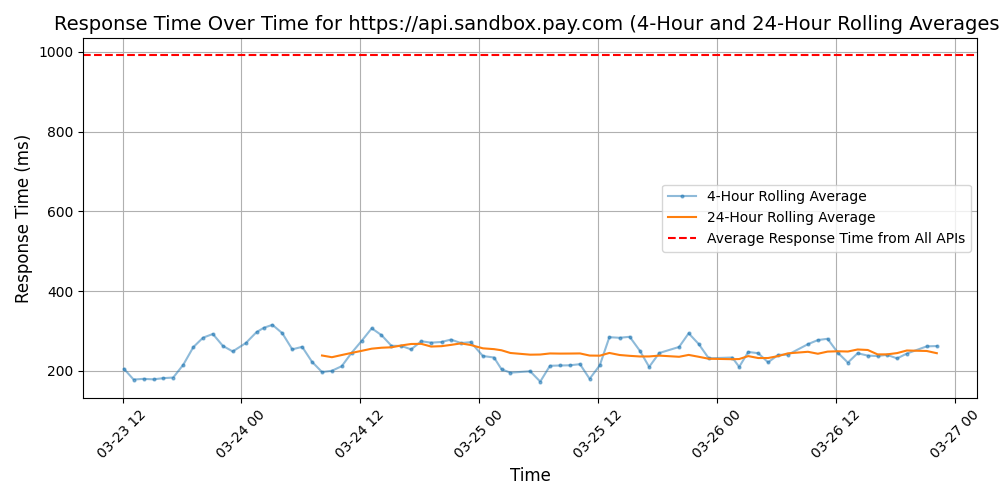 Response Time Over Time for https://api.sandbox.pay.com (4-Hour and 24-Hour Rolling Averages
Response Time (ms)
1000
800
600
400
200
4-Hour Rolling Average
24-Hour Rolling Average
Average Response Time from All APIs
03-23 12
03-24 00
03-24 12
03-25 00
03-25 12
03-26 00
03-26 12
03-27 00
Time